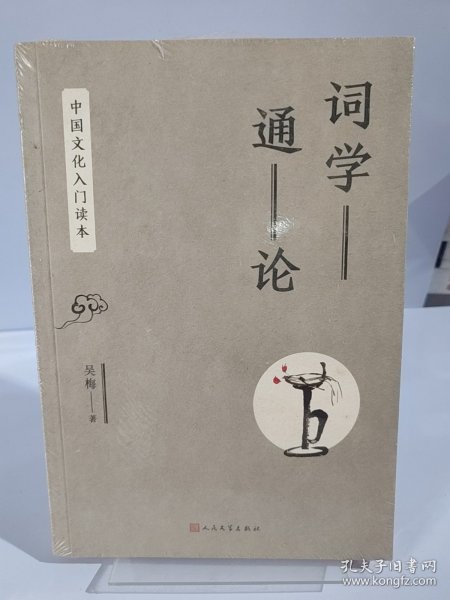 词学
通论
中国文化入门读本
吴梅
著
人民文学出版社
孔夫子旧书网
www.kongfz.com